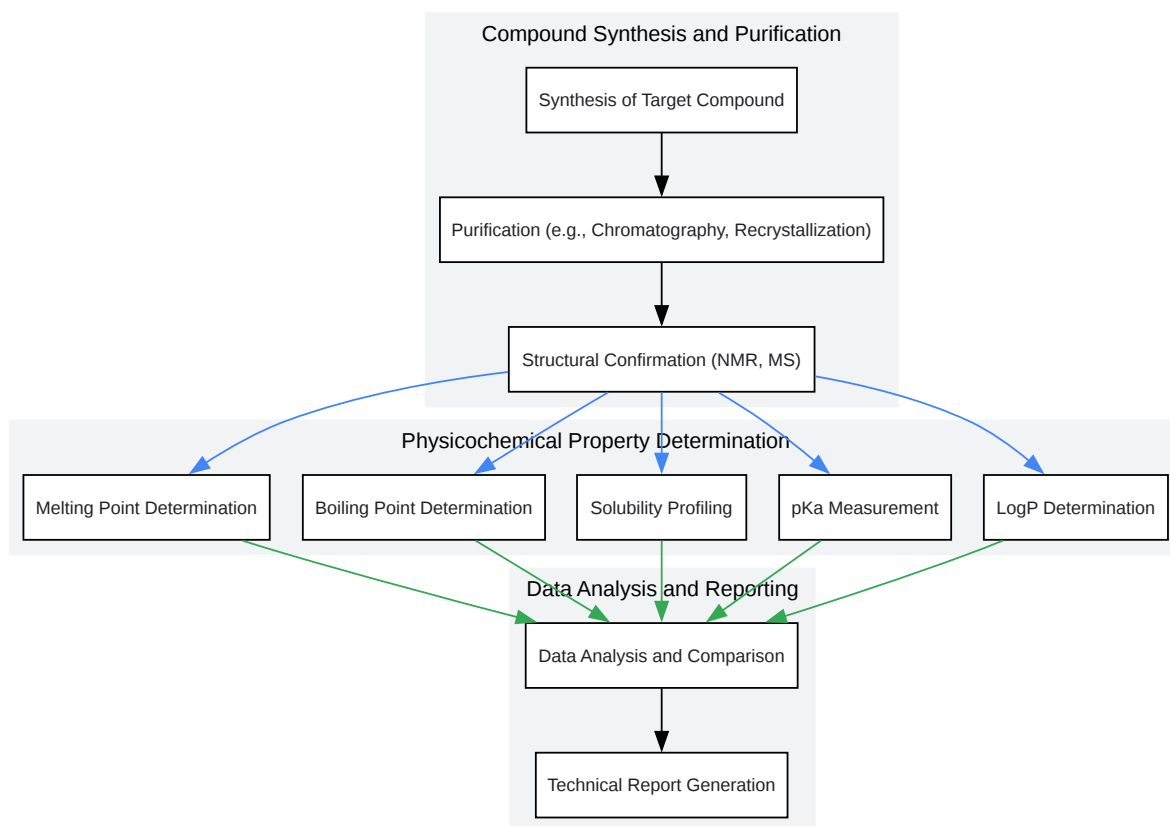 Compound Synthesis and Purification
Synthesis of Target Compound
Purification (e.g., Chromatography, Recrystallization)
Structural Confirmation (NMR, MS)
Physicochemical Property Determination
Melting Point Determination
Boiling Point Determination
Solubility Profiling
pKa Measurement
LogP Determination
Data Analysis and Reporting
Data Analysis and Comparison
Technical Report Generation